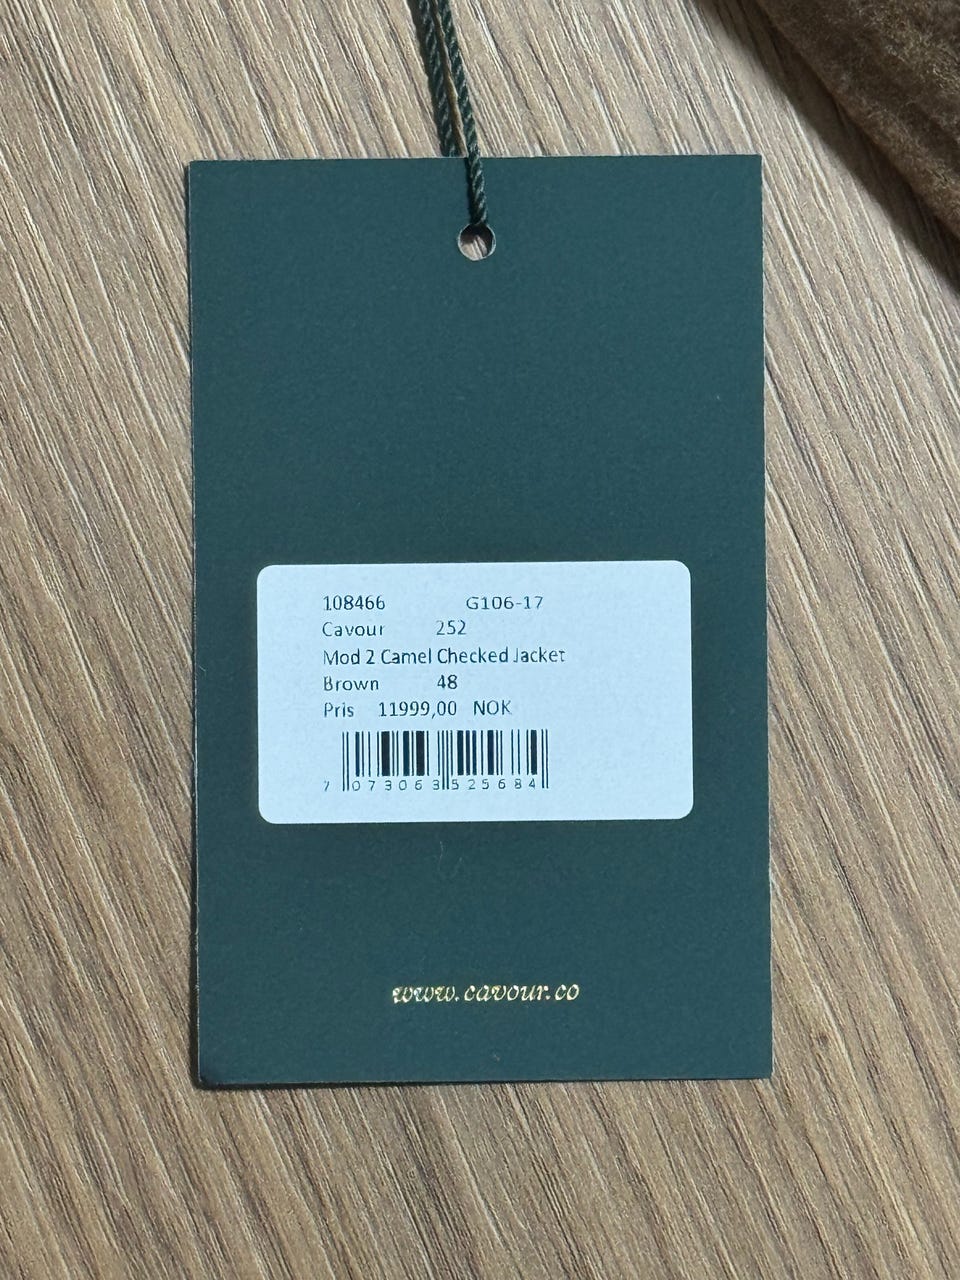 108466 G106-17
Cavour 252
Mod 2 Camel Checked Jacket
Brown 48
Pris 11999,00 NOK
7 073063 525684
www.cavour.co